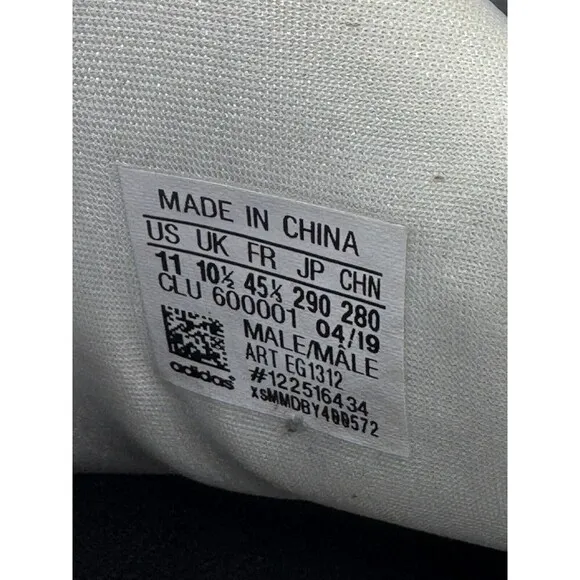 MADE IN CHINA
US UK FR JP CHN
11 10½ 45⅓ 290 280
CLU 600001 04/19
MALE/MÂLE
ART EG1312
#122516434
adidas
xsMMDBY400572